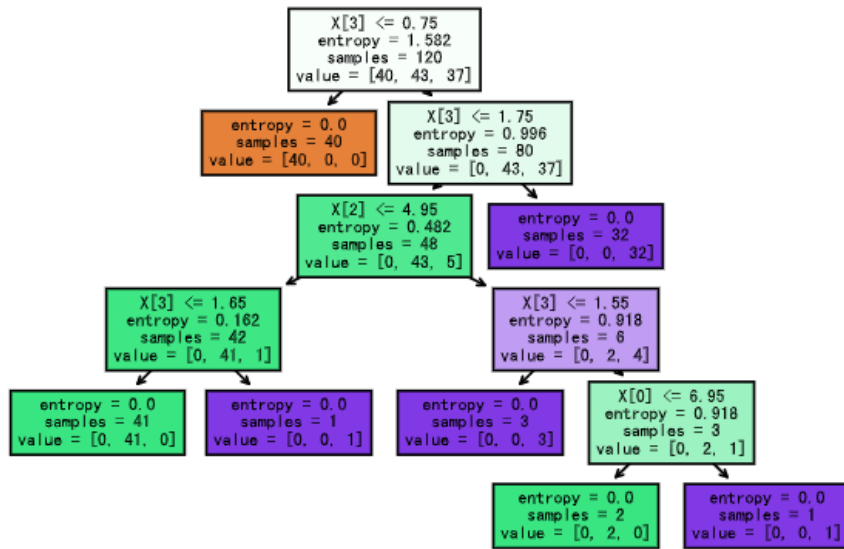 X[3] <= 0.75
entropy = 1.582
samples = 120
value = [40, 43, 37]
entropy = 0.0
samples = 40
value = [40, 0, 0]
X[3] <= 1.75
entropy = 0.996
samples = 80
value = [0, 43, 37]
X[2] <= 4.95
entropy = 0.482
samples = 48
value = [0, 43, 5]
entropy = 0.0
samples = 32
value = [0, 0, 32]
X[3] <= 1.65
entropy = 0.162
samples = 42
value = [0, 41, 1]
X[3] <= 1.55
entropy = 0.918
samples = 6
value = [0, 2, 4]
entropy = 0.0
samples = 41
value = [0, 41, 0]
entropy = 0.0
samples = 1
value = [0, 0, 1]
entropy = 0.0
samples = 3
value = [0, 0, 3]
X[0] <= 6.95
entropy = 0.918
samples = 3
value = [0, 2, 1]
entropy = 0.0
samples = 2
value = [0, 2, 0]
entropy = 0.0
samples = 1
value = [0, 0, 1]